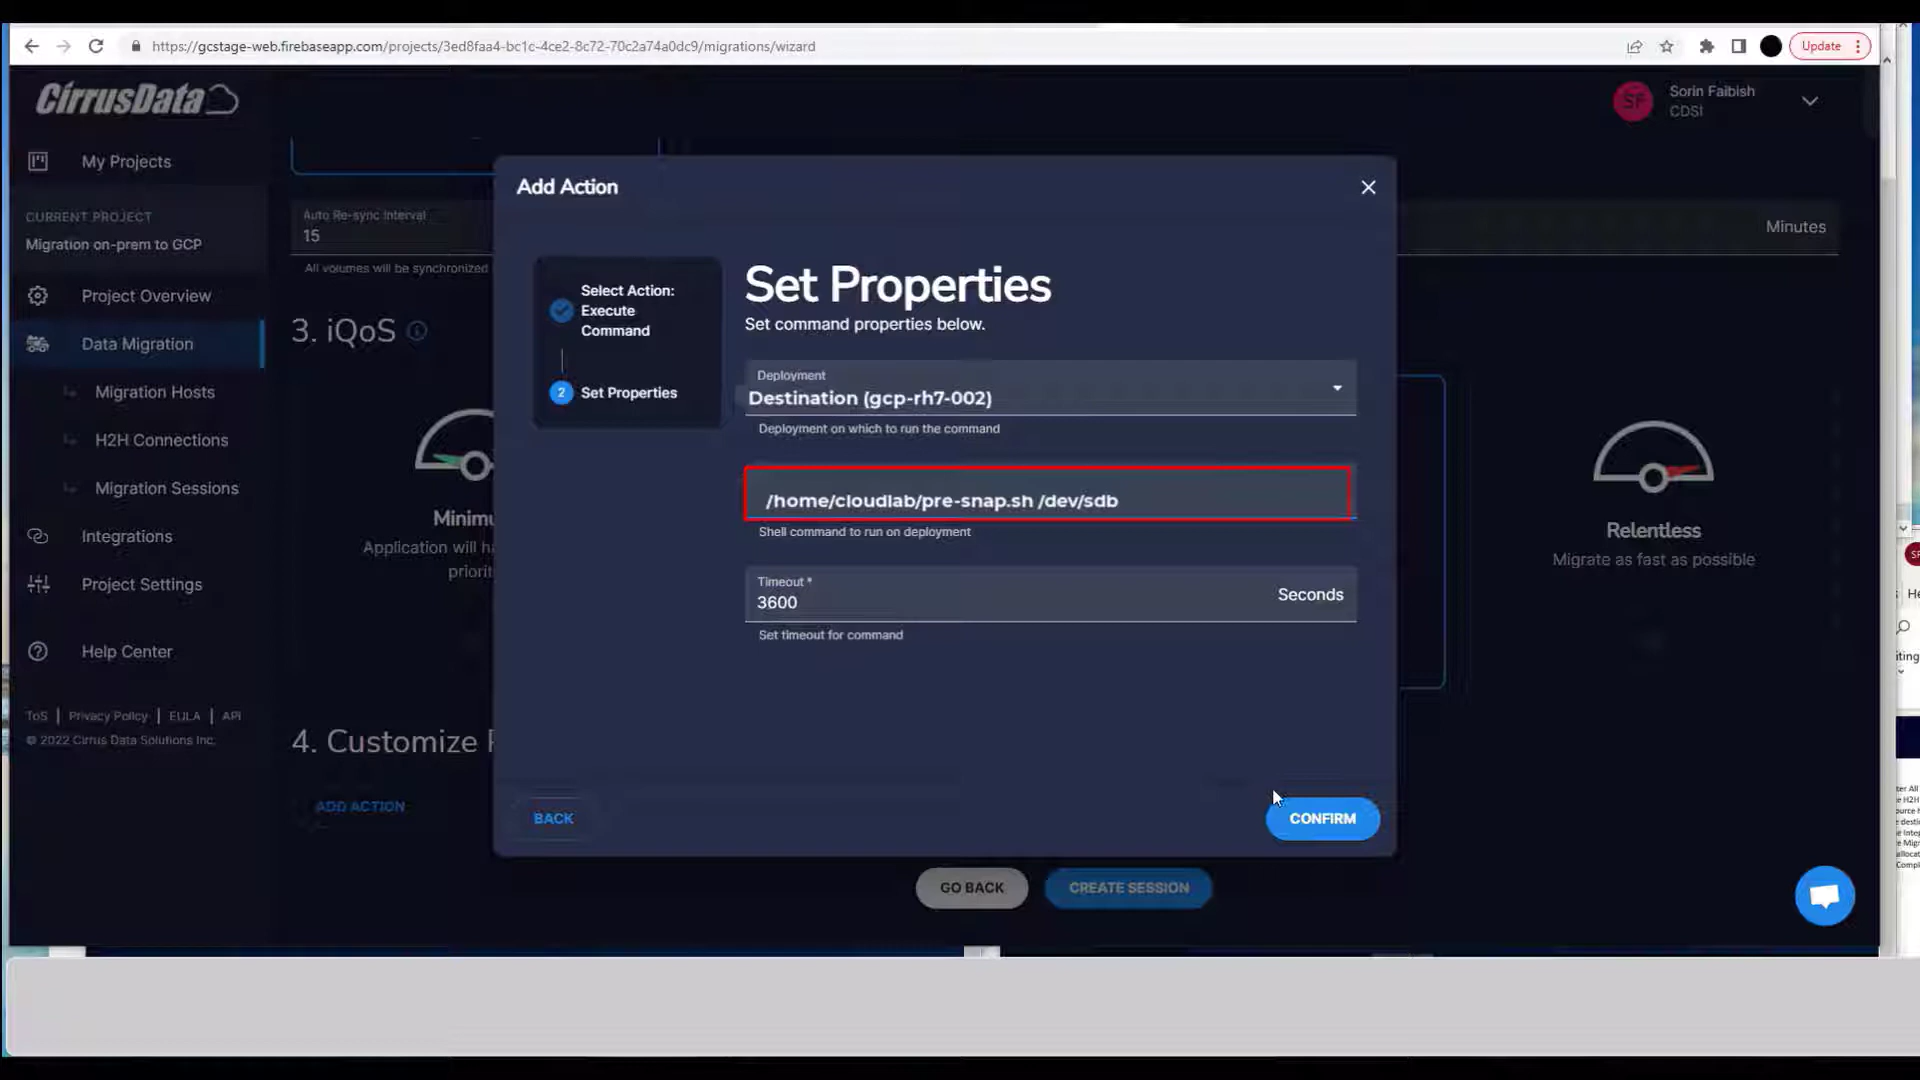 https://gcstage-web.firebaseapp.com/projects/3ed8faa4-bc1c-4ce2-8c72-70c2a74a0dc9/migrations/wizard
Update
CirrusData
SF
Sorin Faibish
CDSI
My Projects
CURRENT PROJECT
Migration on-prem to GCP
Project Overview
Data Migration
Migration Hosts
H2H Connections
Migration Sessions
Integrations
Project Settings
Help Center
ToS | Privacy Policy | EULA | API
© 2022 Cirrus Data Solutions Inc.
Auto Re-sync Interval
15
Minutes
All volumes will be synchronized
3. iQoS
Minimu
Application will ha
priorit
Relentless
Migrate as fast as possible
4. Customize
ADD ACTION
Add Action
Select Action:
Execute
Command
2 Set Properties
Set Properties
Set command properties below.
Deployment
Destination (gcp-rh7-002)
Deployment on which to run the command
/home/cloudlab/pre-snap.sh /dev/sdb
Shell command to run on deployment
Timeout *
3600
Seconds
Set timeout for command
BACK
CONFIRM
GO BACK
CREATE SESSION